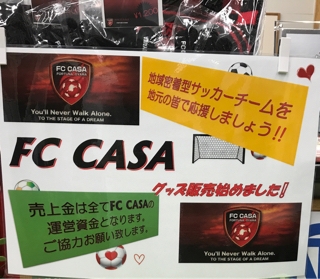 FC CASA
FORTUNA FUKUI
You'll Never Walk Alone.
TO THE STAGE OF A DREAM
地域密着型サッカーチームを
地元の皆で応援しましょう!!
FC CASA
グッズ販売始めました!
売上金は全てFC CASAの
運営資金となります。
ご協力お願い致します。
FC CASA
You'll Never Walk Alone.
TO THE STAGE OF A DREAM